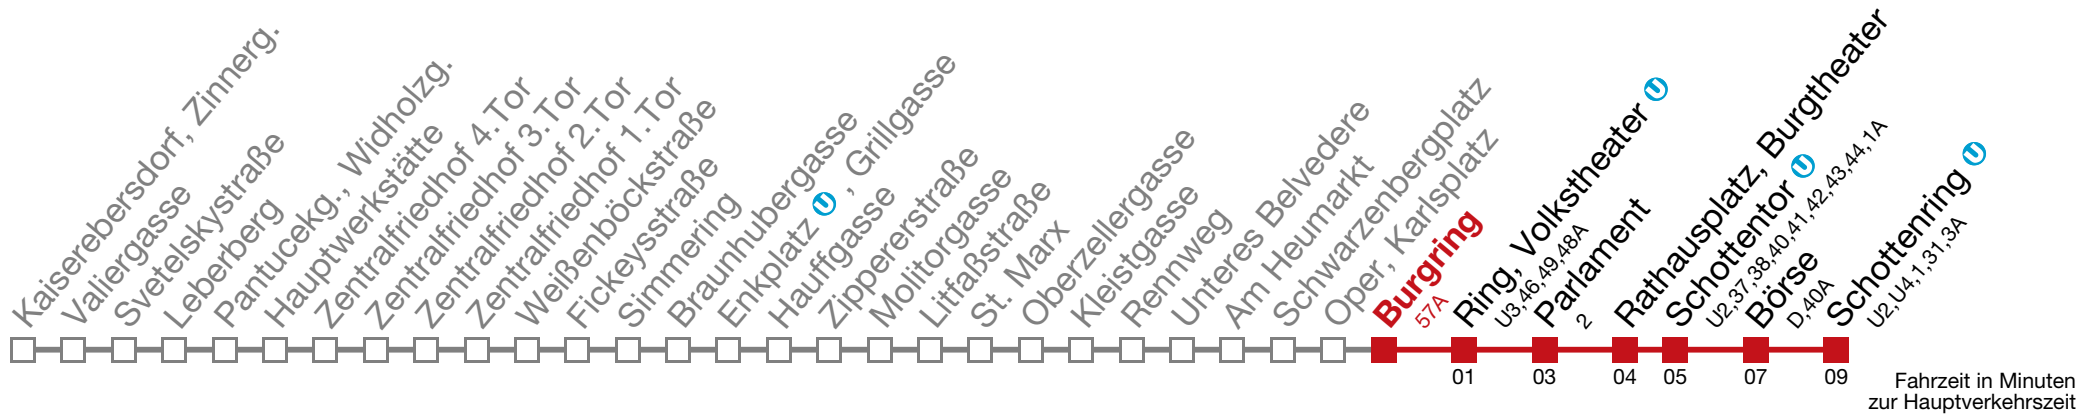 Kaiserebersdorf, Zinnerg.
Valiergasse
Svetelskystraße
Leberberg
Pantucekg., Widholzg.
Hauptwerkstätte
Zentralfriedhof 4.Tor
Zentralfriedhof 3.Tor
Zentralfriedhof 2.Tor
Zentralfriedhof 1.Tor
Weißenböckstraße
Fickeysstraße
Simmering
Braunhubergasse
Enkplatz U , Grillgasse
Hauffgasse
Zippererstraße
Molitorgasse
Litfaßstraße
St. Marx
Oberzellergasse
Kleistgasse
Rennweg
Unteres Belvedere
Am Heumarkt
Schwarzenbergplatz
Oper, Karlsplatz
Burgring
57A
Ring, Volkstheater U
U3,46,49,48A
Parlament
2
Rathausplatz, Burgtheater
Schottentor U
U2,37,38,40,41,42,43,44,1A
Börse
D,40A
Schottenring U
U2,U4,1,31,3A
01
03
04
05
07
09
Fahrzeit in Minuten
zur Hauptverkehrszeit